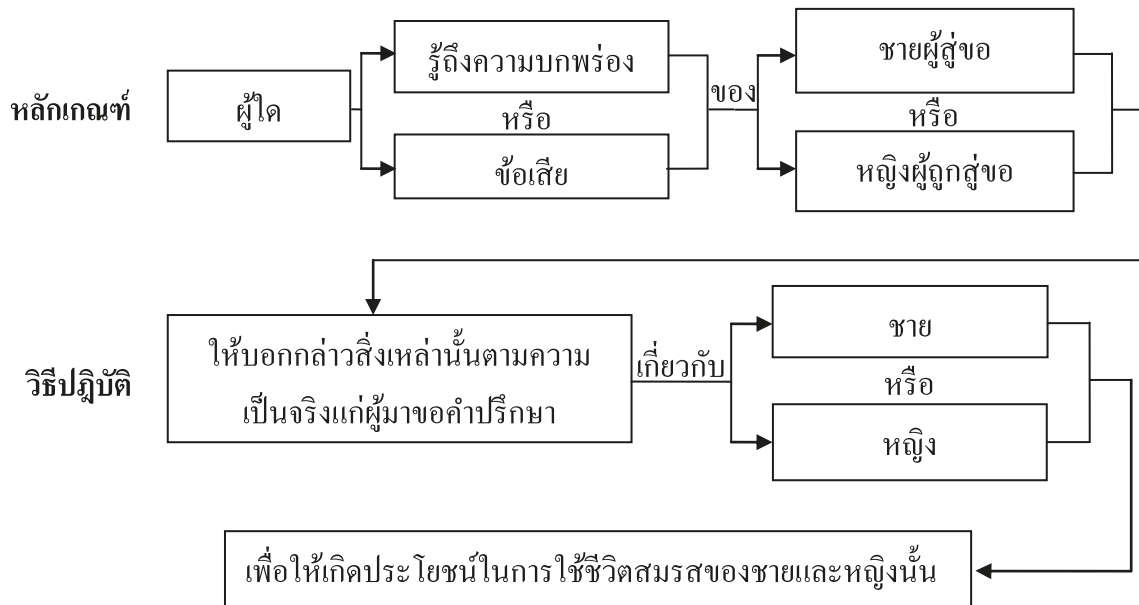 หลักเกณฑ์
ผู้ใด
รู้ถึงความบกพร่อง
หรือ
ข้อเสีย
ของ
ชายผู้สู่ขอ
หรือ
หญิงผู้ถูกสู่ขอ
วิธีปฎิบัติ
ให้บอกกล่าวสิ่งเหล่านั้นตามความ
เป็นจริงแก่ผู้มาขอคำปรึกษา
เกี่ยวกับ
ชาย
หรือ
หญิง
เพื่อให้เกิดประโยชน์ในการใช้ชีวิตสมรสของชายและหญิงนั้น